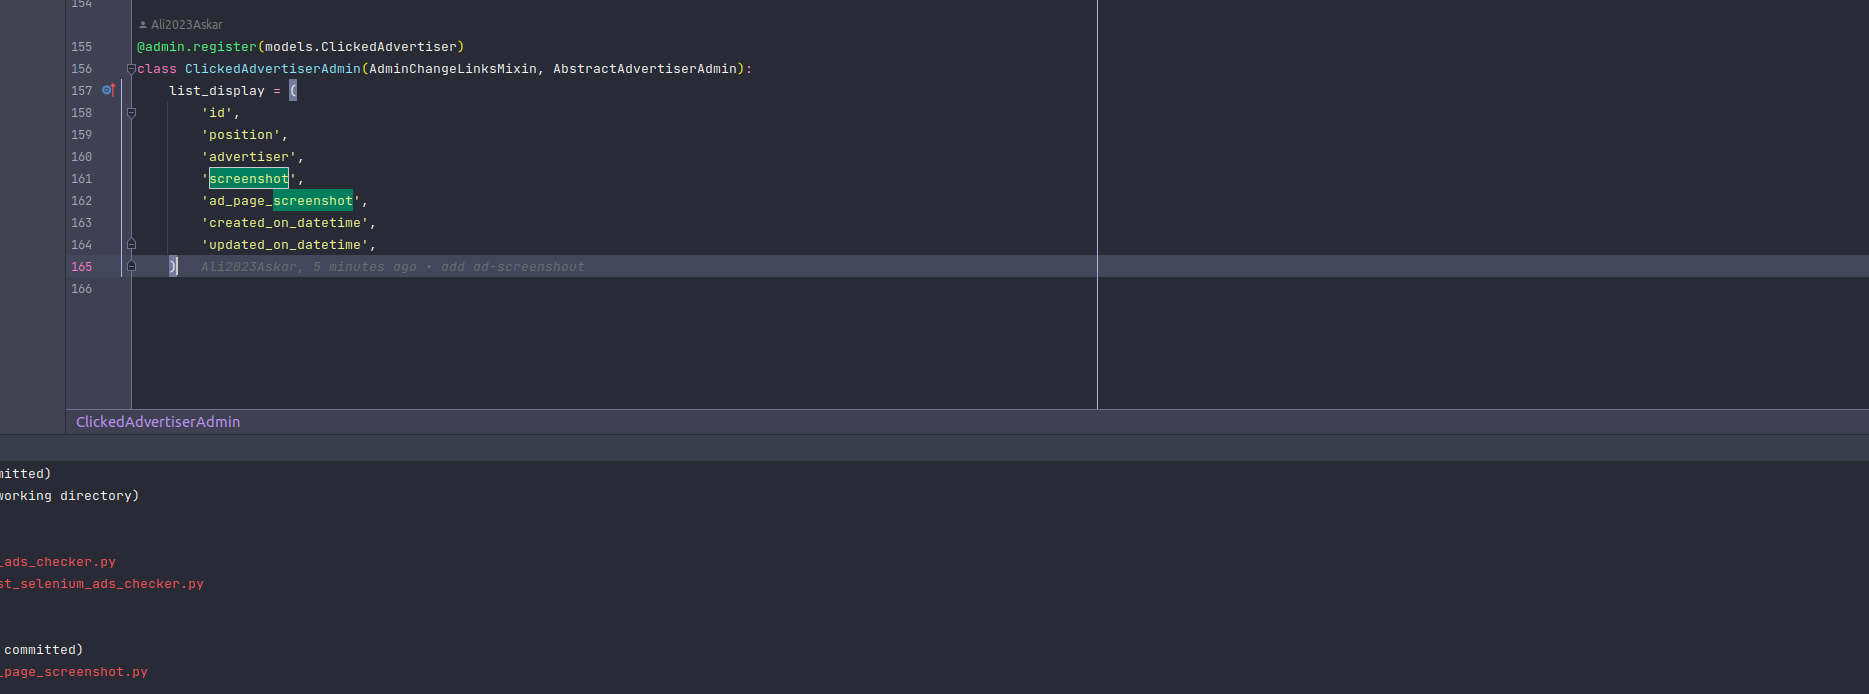 154
Ali2023Askar
155 @admin.register(models.ClickedAdvertiser)
156 class ClickedAdvertiserAdmin(AdminChangeLinksMixin, AbstractAdvertiserAdmin):
157 list_display = (
158 'id',
159 'position',
160 'advertiser',
161 'screenshot',
162 'ad_page_screenshot',
163 'created_on_datetime',
164 'updated_on_datetime',
165 ) Ali2023Askar, 5 minutes ago • add ad-screenshout
166
ClickedAdvertiserAdmin
mitted)
working directory)
_ads_checker.py
st_selenium_ads_checker.py
committed)
_page_screenshot.py